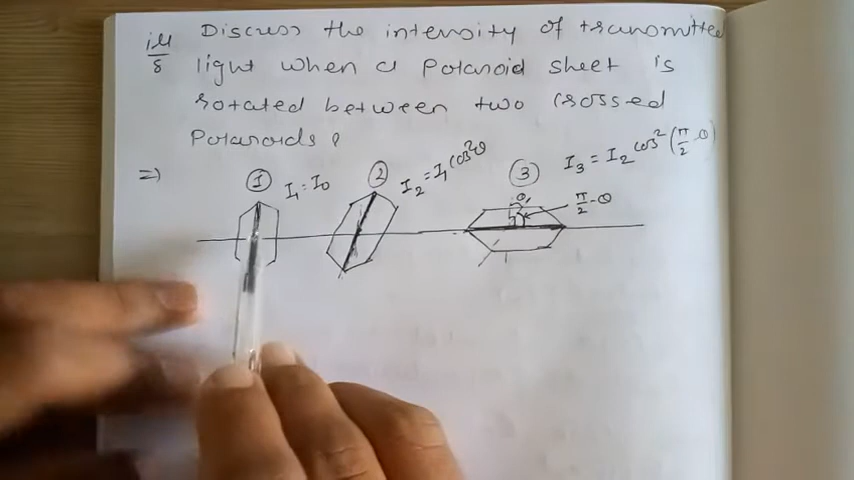 ill/8 Discuss the intensity of transmitted
light when a Polaroid sheet is
rotated between two crossed
Polaroids ?
=> ① I₁ = I₀ ② I₂ = I₁ cos²θ ③ I₃ = I₂ cos² (π/2 - θ)
θ π/2 - θ